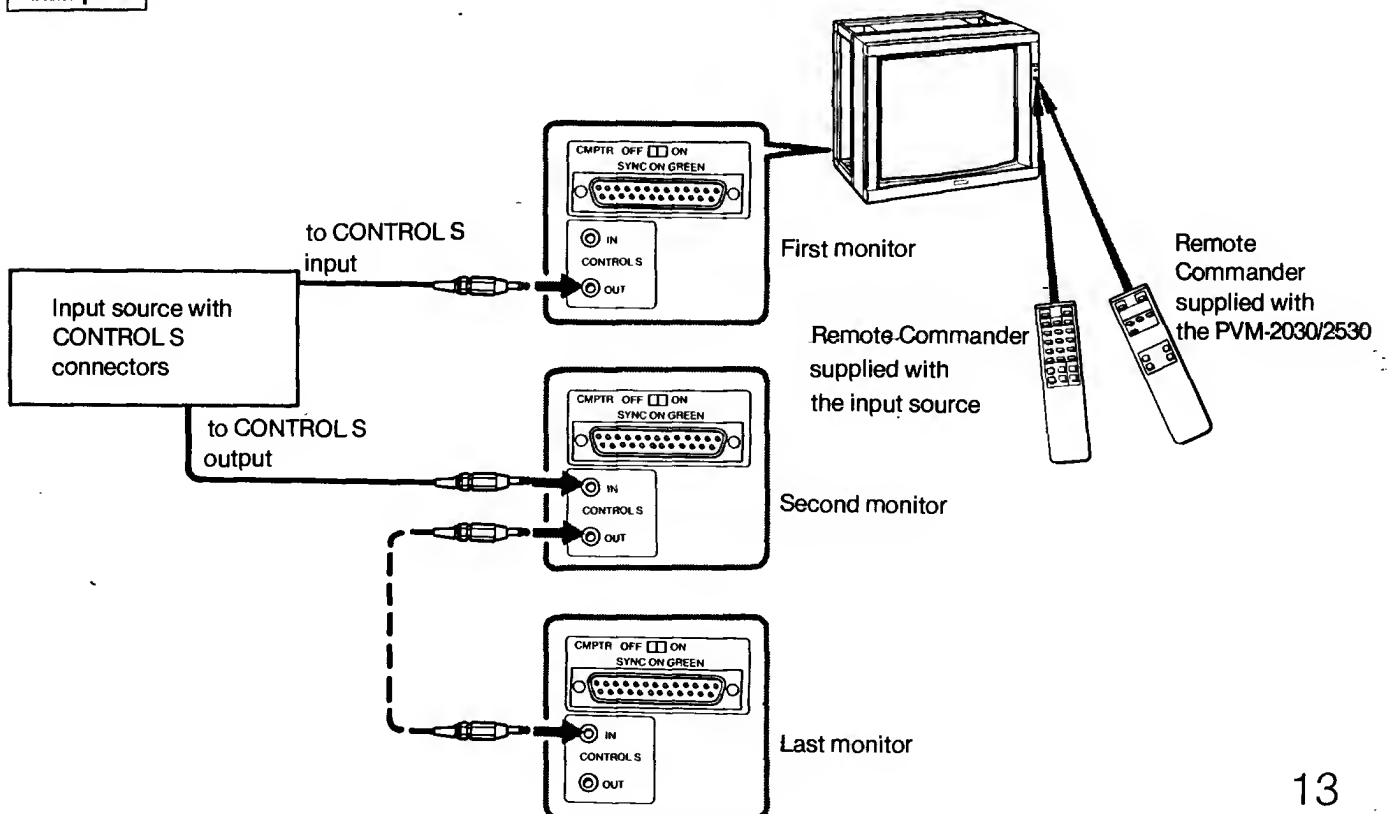 CMPTR OFF ON
SYNC ON GREEN
IN
CONTROL S
OUT
First monitor
to CONTROL S
input
Input source with
CONTROL S
connectors
to CONTROL S
output
Remote Commander
supplied with
the input source
Remote
Commander
supplied with
the PVM-2030/2530
CMPTR OFF ON
SYNC ON GREEN
IN
CONTROL S
OUT
Second monitor
CMPTR OFF ON
SYNC ON GREEN
IN
CONTROL S
OUT
Last monitor
13